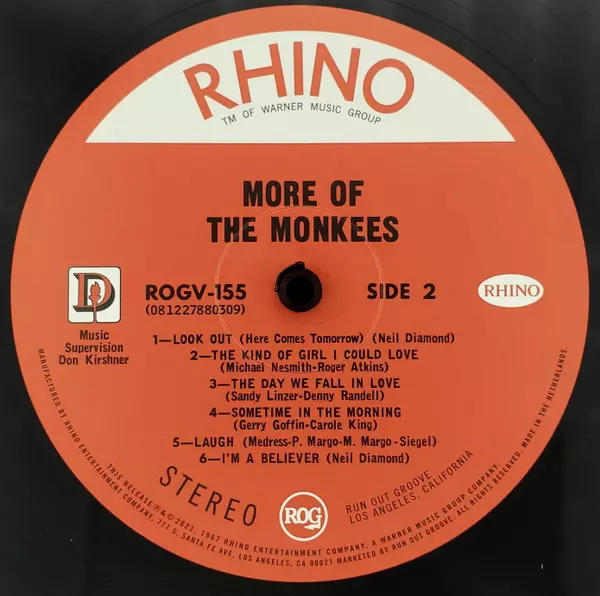 RHINO
TM OF WARNER MUSIC GROUP
MORE OF
THE MONKEES
D
Music
Supervision
Don Kirshner
ROGV-155
(081227880309)
SIDE 2
RHINO
1—LOOK OUT (Here Comes Tomorrow) (Neil Diamond)
2—THE KIND OF GIRL I COULD LOVE
(Michael Nesmith-Roger Atkins)
3—THE DAY WE FALL IN LOVE
(Sandy Linzer-Denny Randell)
4—SOMETIME IN THE MORNING
(Gerry Goffin-Carole King)
5—LAUGH (Medress-P. Margo-M. Margo-Siegel)
6—I'M A BELIEVER (Neil Diamond)
STEREO
ROG
RUN OUT GROOVE
LOS ANGELES, CALIFORNIA
MANUFACTURED BY RHINO ENTERTAINMENT COMPANY, 777 S. SANTA FE AVE, LOS ANGELES, CA 90021 MARKETED BY RUN OUT GROOVE. ALL RIGHTS RESERVED. MADE IN THE NETHERLANDS.
THIS RELEASE ℗&© 2022, 1967 RHINO ENTERTAINMENT COMPANY, A WARNER MUSIC GROUP COMPANY.